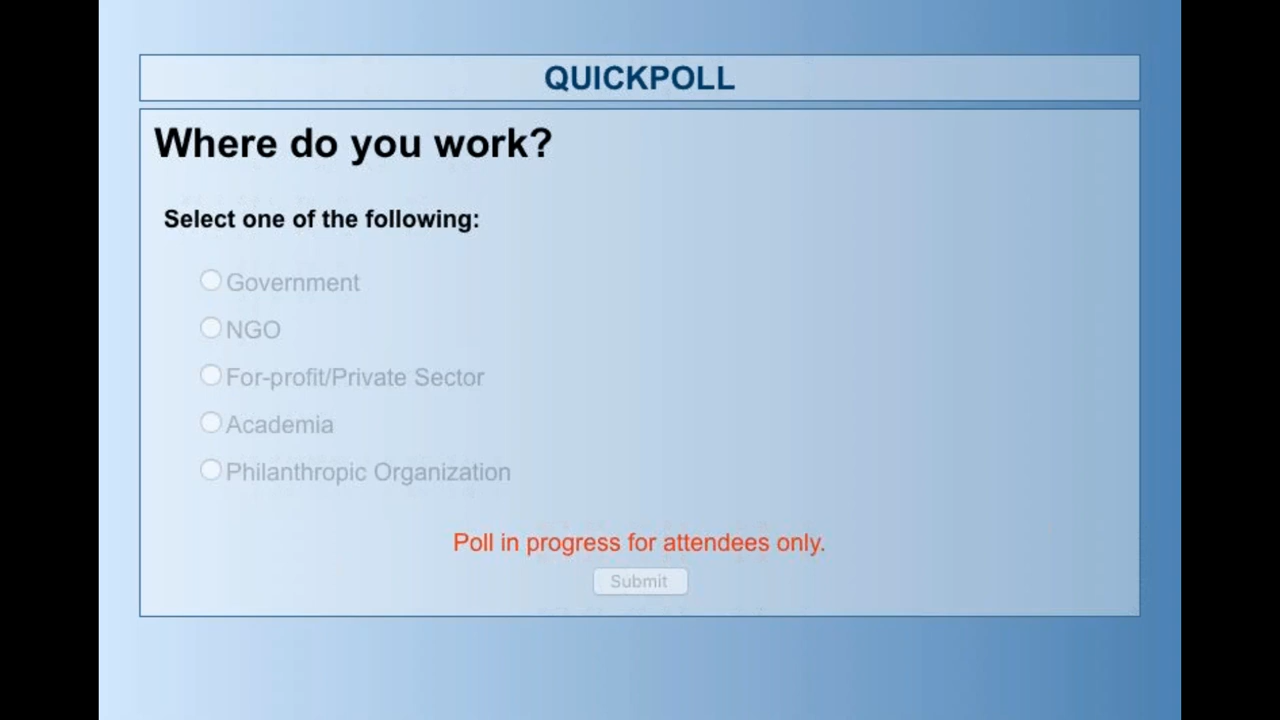 QUICKPOLL
Where do you work?
Select one of the following:
Government
NGO
For-profit/Private Sector
Academia
Philanthropic Organization
Poll in progress for attendees only.
Submit